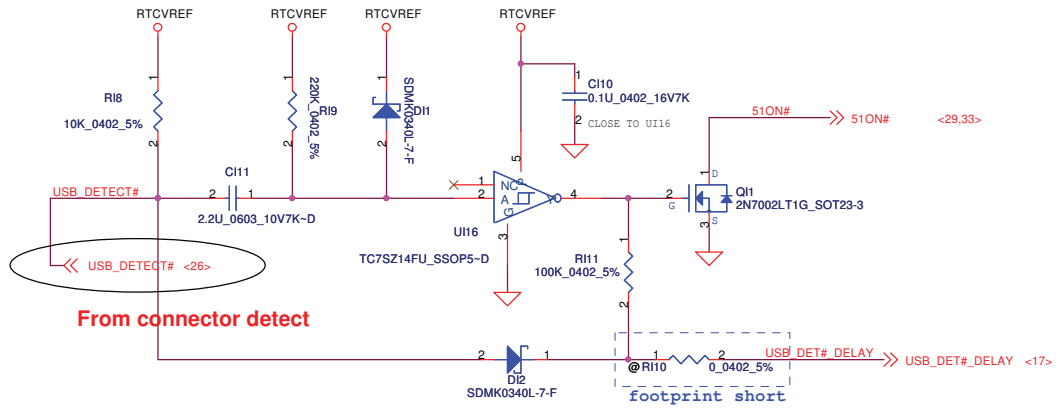 RTCVREF
RTCVREF
RTCVREF
RTCVREF
1
RI8
10K_0402_5%
2
1
220K_0402_5%
RI9
2
1
SDMK0340L-7-F
DI1
2
1
CI10
0.1U_0402_16V7K
2
CLOSE TO UI16
51ON#
51ON#
<29,33>
USB_DETECT#
CI11
2
1
2.2U_0603_10V7K~D
5
1
NC
P
2
A
Y
4
G
3
UI16
TC7SZ14FU_SSOP5~D
1
D
2
G
QI1
2N7002LT1G_SOT23-3
S
3
USB_DETECT# <26>
From connector detect
1
RI11
100K_0402_5%
2
2
1
DI2
SDMK0340L-7-F
1
2
@RI10
0_0402_5%
USB_DET#_DELAY
USB_DET#_DELAY <17>
footprint short